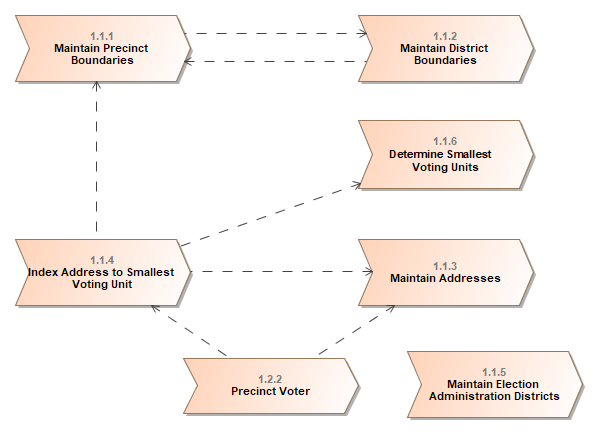 1.1.1
Maintain Precinct
Boundaries
1.1.2
Maintain District
Boundaries
1.1.6
Determine Smallest
Voting Units
1.1.4
Index Address to Smallest
Voting Unit
1.1.3
Maintain Addresses
1.2.2
Precinct Voter
1.1.5
Maintain Election
Administration Districts